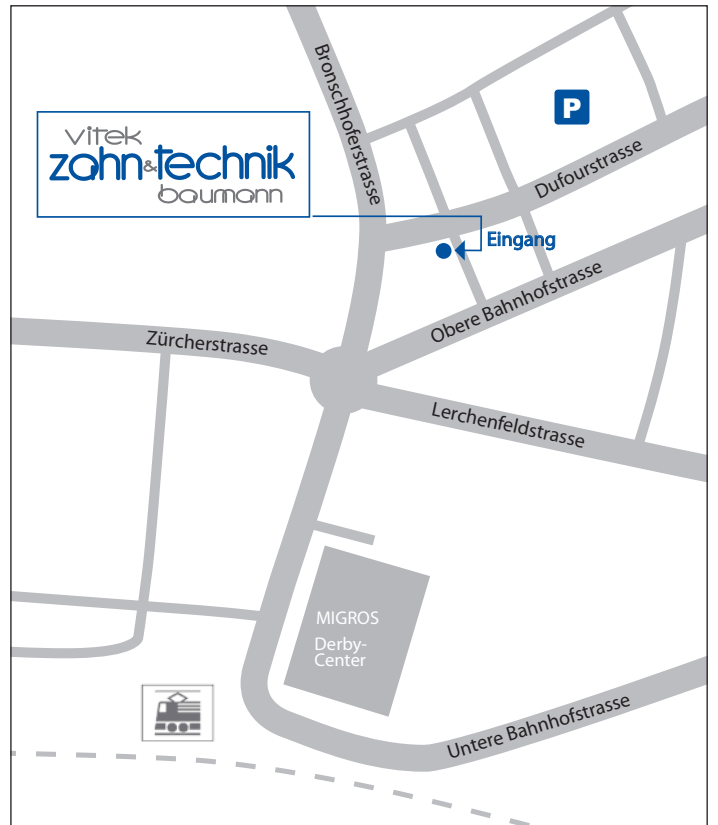 Bronschhoferstrasse
P
vitek
zahn&technik
baumann
Dufourstrasse
Eingang
Obere Bahnhofstrasse
Zürcherstrasse
Lerchenfeldstrasse
MIGROS
Derby-
Center
Untere Bahnhofstrasse